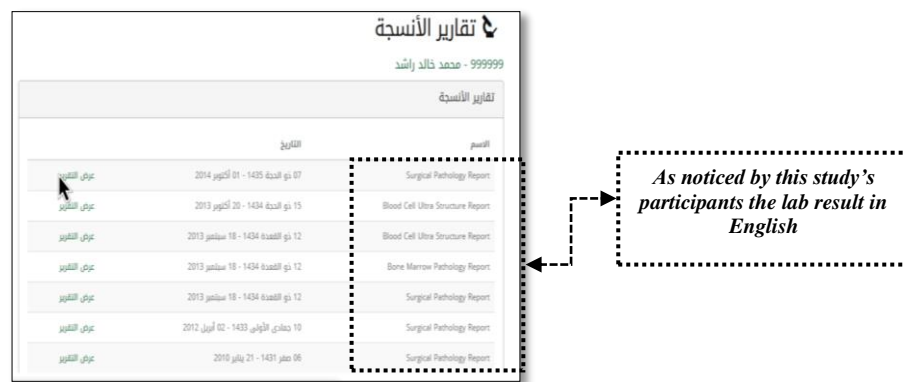 تقارير الأنسجة
999999 - محمد خالد راشد
تقارير الأنسجة
الاسم التاريخ
Surgical Pathology Report 07 ذو الحجة 1435 - 01 أكتوبر 2014 عرض التقرير
Blood Cell Ultra Structure Report 15 ذو الحجة 1434 - 20 أكتوبر 2013 عرض التقرير
Blood Cell Ultra Structure Report 12 ذو القعدة 1434 - 18 سبتمبر 2013 عرض التقرير
Bone Marrow Pathology Report 12 ذو القعدة 1434 - 18 سبتمبر 2013 عرض التقرير
Surgical Pathology Report 12 ذو القعدة 1434 - 18 سبتمبر 2013 عرض التقرير
Surgical Pathology Report 10 جمادى الأولى 1433 - 02 أبريل 2012 عرض التقرير
Surgical Pathology Report 06 صفر 1431 - 21 يناير 2010 عرض التقرير
As noticed by this study's
participants the lab result in
English